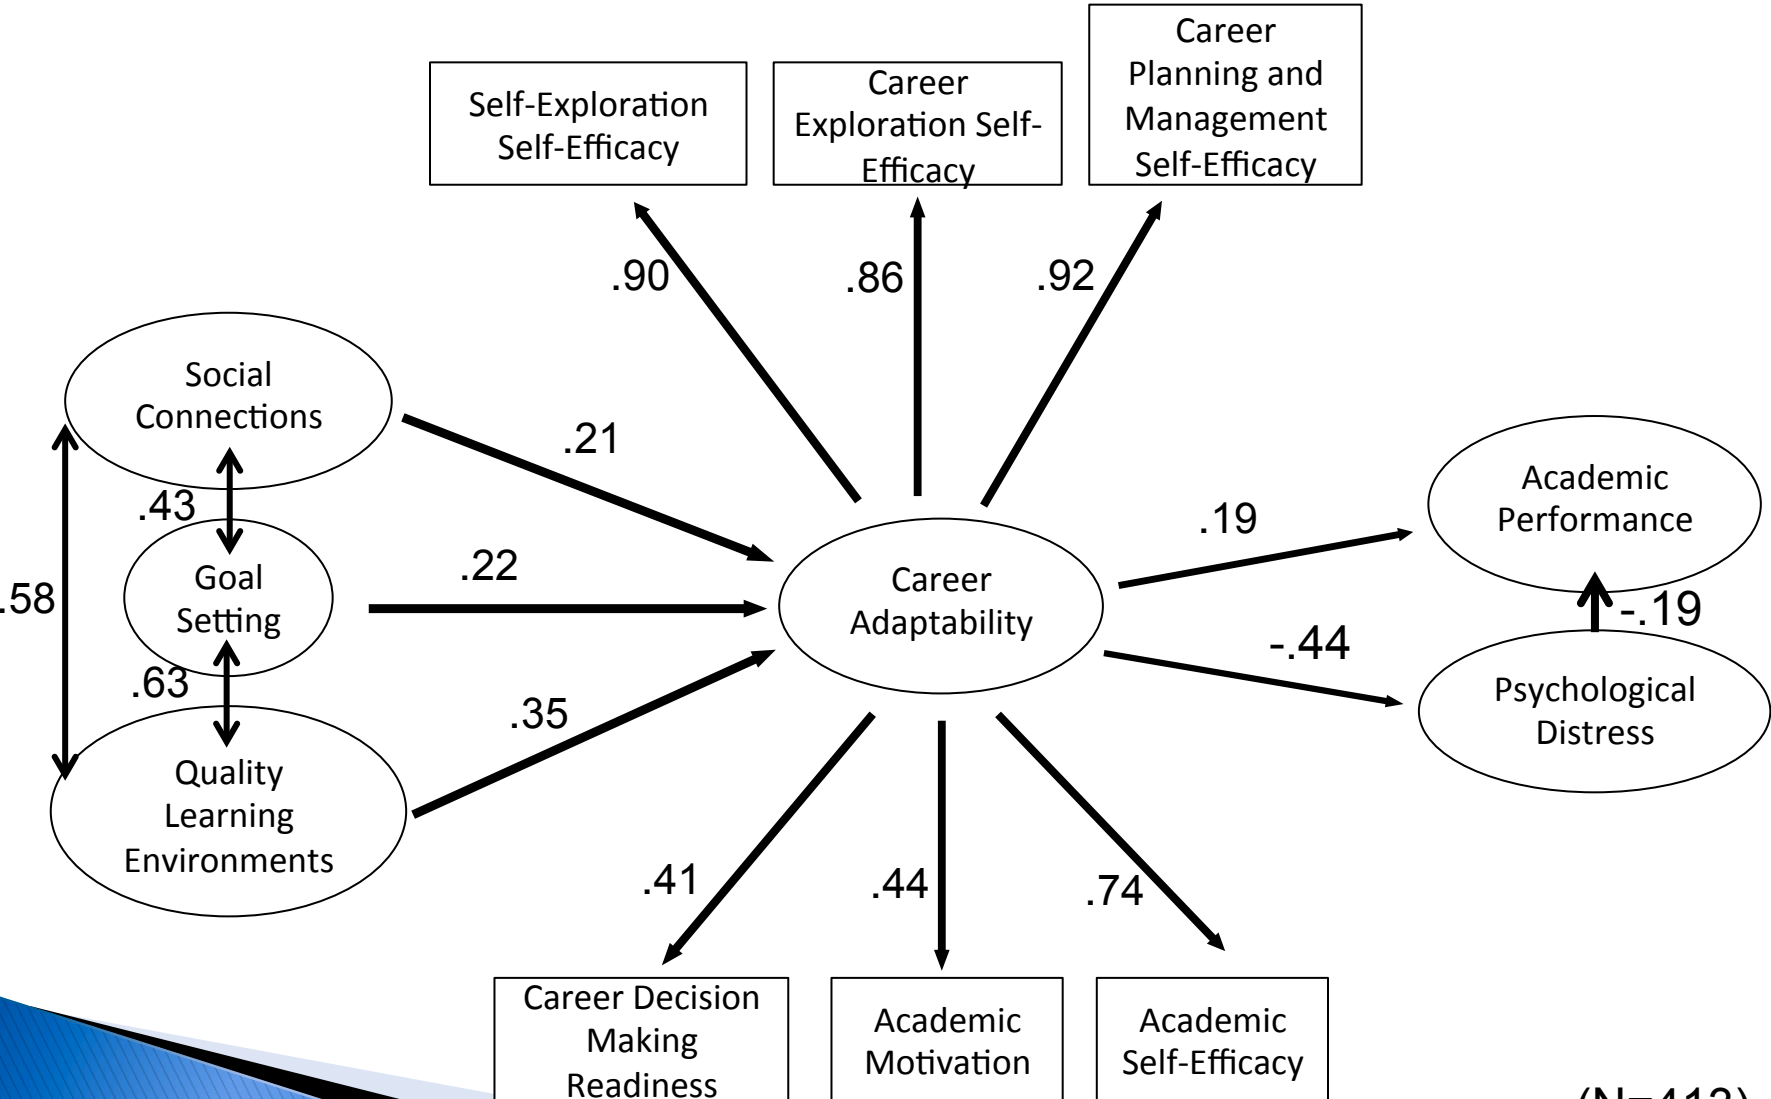 Career
Planning and
Management
Self-Efficacy
Self-Exploration
Self-Efficacy
Career
Exploration Self-
Efficacy
.90
.86
.92
Social
Connections
.21
.43
Goal
Setting
.22
.58
.63
Quality
Learning
Environments
.35
Career
Adaptability
.19
Academic
Performance
-.19
-.44
Psychological
Distress
.41
.44
.74
Career Decision
Making
Readiness
Academic
Motivation
Academic
Self-Efficacy